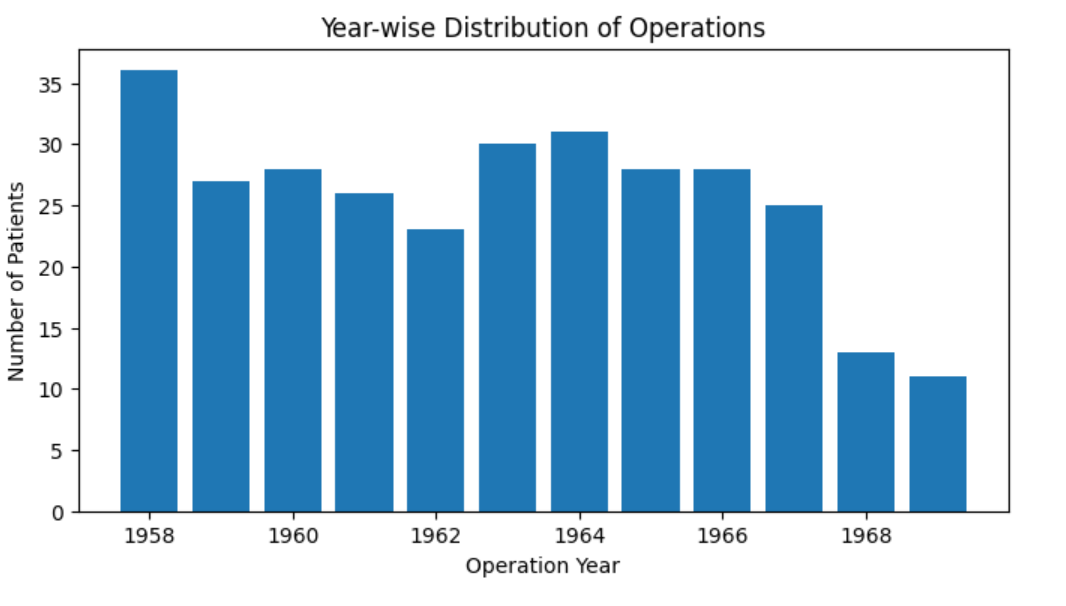 Year-wise Distribution of Operations
35
30
25
20
15
10
5
0
Number of Patients
1958 1960 1962 1964 1966 1968
Operation Year